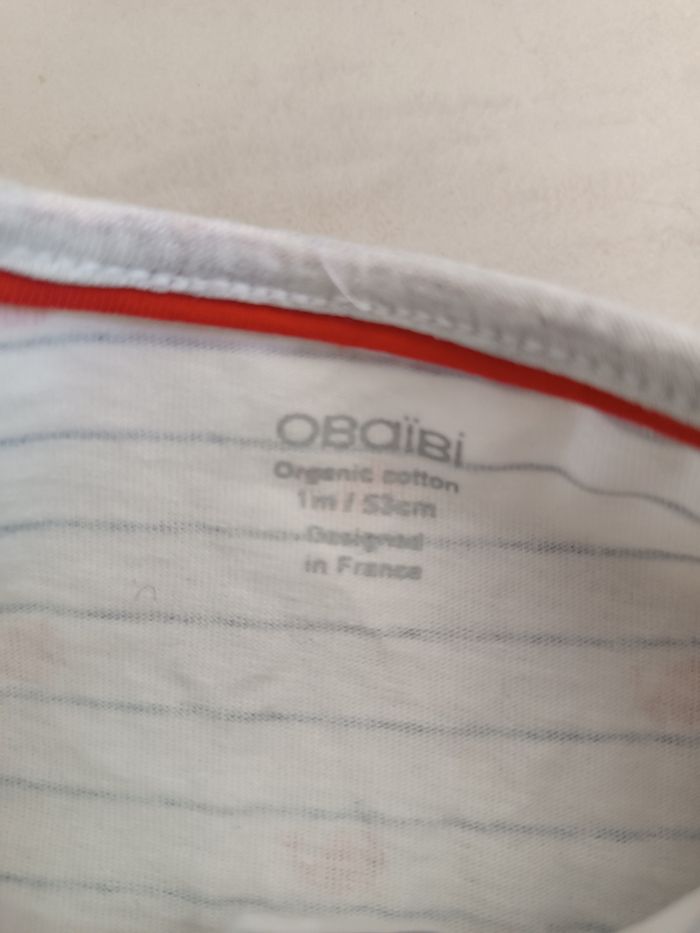 OBAÏBI
Organic cotton
1m / 53cm
Designed
in France